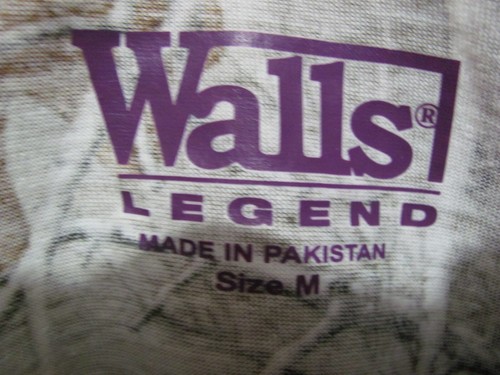 Walls®
LEGEND
MADE IN PAKISTAN
Size M